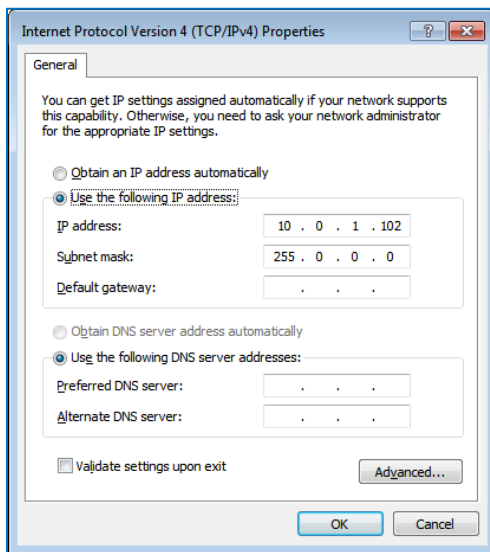 Internet Protocol Version 4 (TCP/IPv4) Properties
General
You can get IP settings assigned automatically if your network supports
this capability. Otherwise, you need to ask your network administrator
for the appropriate IP settings.
Obtain an IP address automatically
Use the following IP address:
IP address: 10 . 0 . 1 . 102
Subnet mask: 255 . 0 . 0 . 0
Default gateway: . . .
Obtain DNS server address automatically
Use the following DNS server addresses:
Preferred DNS server: . . .
Alternate DNS server: . . .
Validate settings upon exit
Advanced...
OK Cancel